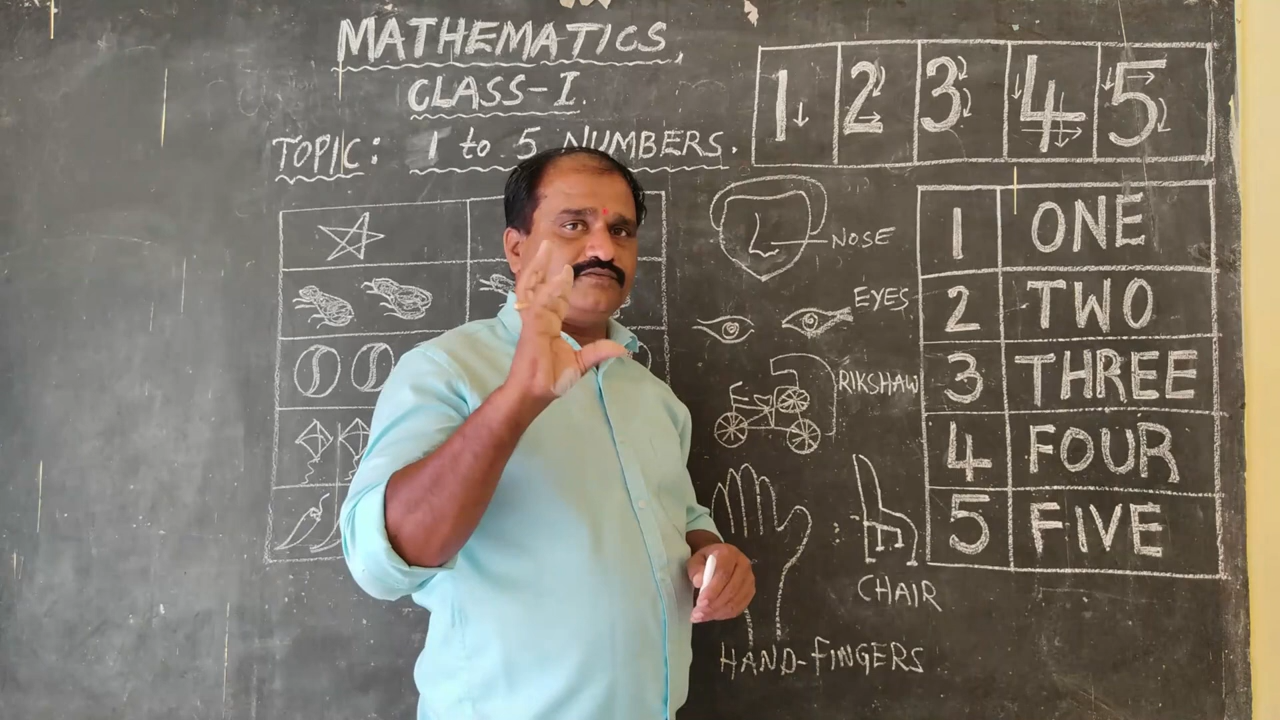 MATHEMATICS,
CLASS-I.
TOPIC: 1 to 5 NUMBERS.
1 2 3 4 5
NOSE
EYES
RIKSHAW
CHAIR
HAND-FINGERS
1 ONE
2 TWO
3 THREE
4 FOUR
5 FIVE